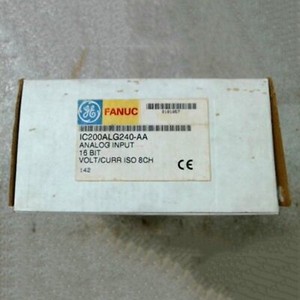 GE FANUC
IC200ALG240-AA
ANALOG INPUT
16 BIT
VOLT/CURR ISO 8CH
142
CE